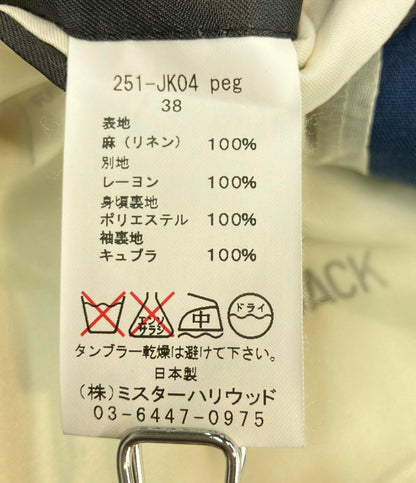 251-JK04 peg
38
表地
麻（リネン） 100%
別地
レーヨン 100%
身頃裏地
ポリエステル 100%
袖裏地
キュプラ 100%
エンソ サラシ 中 ドライ
タンブラー乾燥は避けて下さい。
日本製
（株）ミスターハリウッド
03-6447-0975
ACK